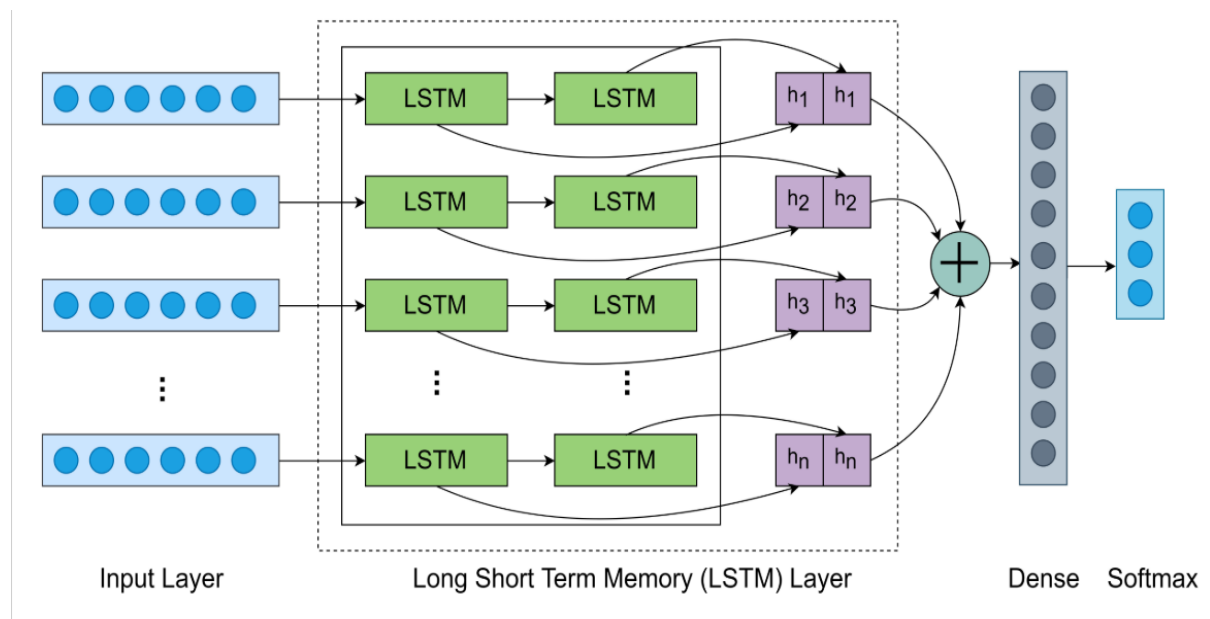 LSTM LSTM h1 h1
LSTM LSTM h2 h2
+
LSTM LSTM h3 h3
⋮ ⋮ ⋮
LSTM LSTM hn hn
Input Layer Long Short Term Memory (LSTM) Layer Dense Softmax